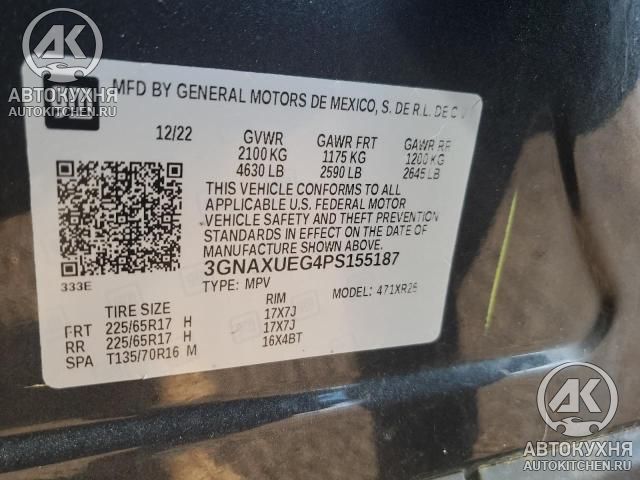 АВТОКУХНЯ
AUTOKITCHEN.RU
MFD BY GENERAL MOTORS DE MEXICO, S. DE R.L. DE C.V
12/22 GVWR GAWR FRT GAWR RR
2100 KG 1175 KG 1200 KG
4630 LB 2590 LB 2645 LB
THIS VEHICLE CONFORMS TO ALL
APPLICABLE U.S. FEDERAL MOTOR
VEHICLE SAFETY AND THEFT PREVENTION
STANDARDS IN EFFECT ON THE DATE OF
MANUFACTURE SHOWN ABOVE.
3GNAXUEG4PS155187
333E
TYPE: MPV MODEL: 471XR26
TIRE SIZE RIM
FRT 225/65R17 H 17X7J
RR 225/65R17 H 17X7J
SPA T135/70R16 M 16X4BT
АК
АВТОКУХНЯ
AUTOKITCHEN.RU